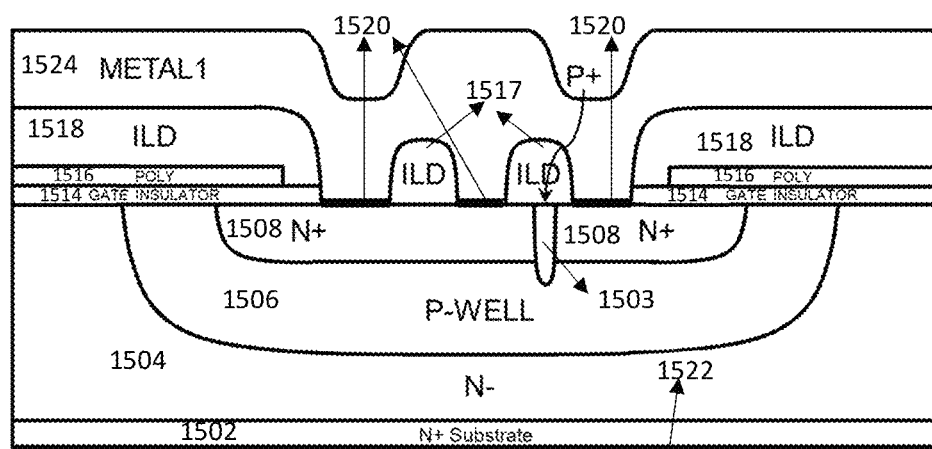 1520 1520
1524 METAL1 P+
1517
1518 ILD 1518 ILD
ILD ILD
1516 POLY 1516 POLY
1514 GATE INSULATOR 1514 GATE INSULATOR
1508 N+ 1508 N+
1506 1503
P-WELL
1504 1522
N-
1502 N+ Substrate